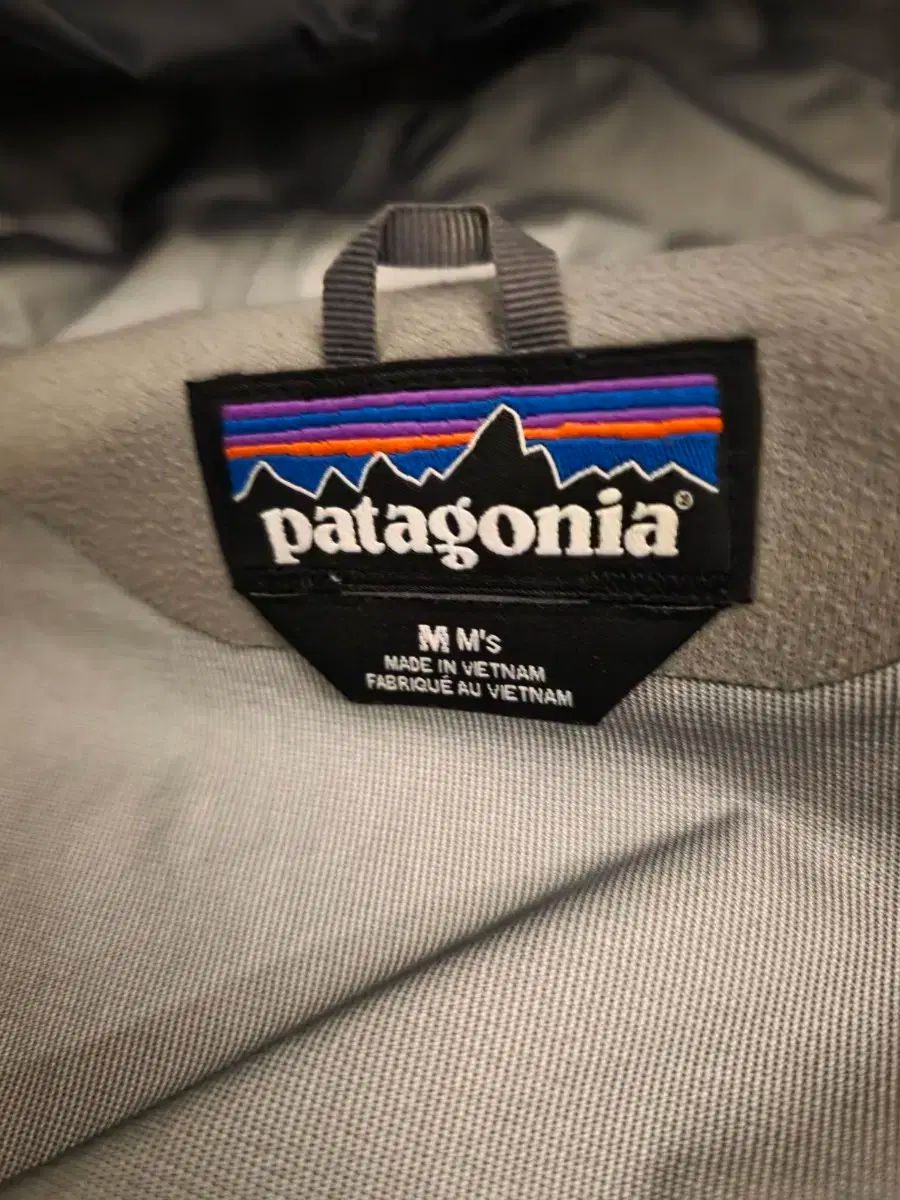 patagonia®
M M's
MADE IN VIETNAM
FABRIQUÉ AU VIETNAM